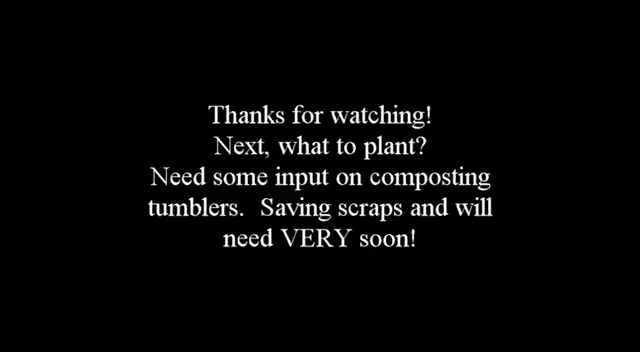 Thanks for watching!
Next, what to plant?
Need some input on composting
tumblers.  Saving scraps and will
need VERY soon!